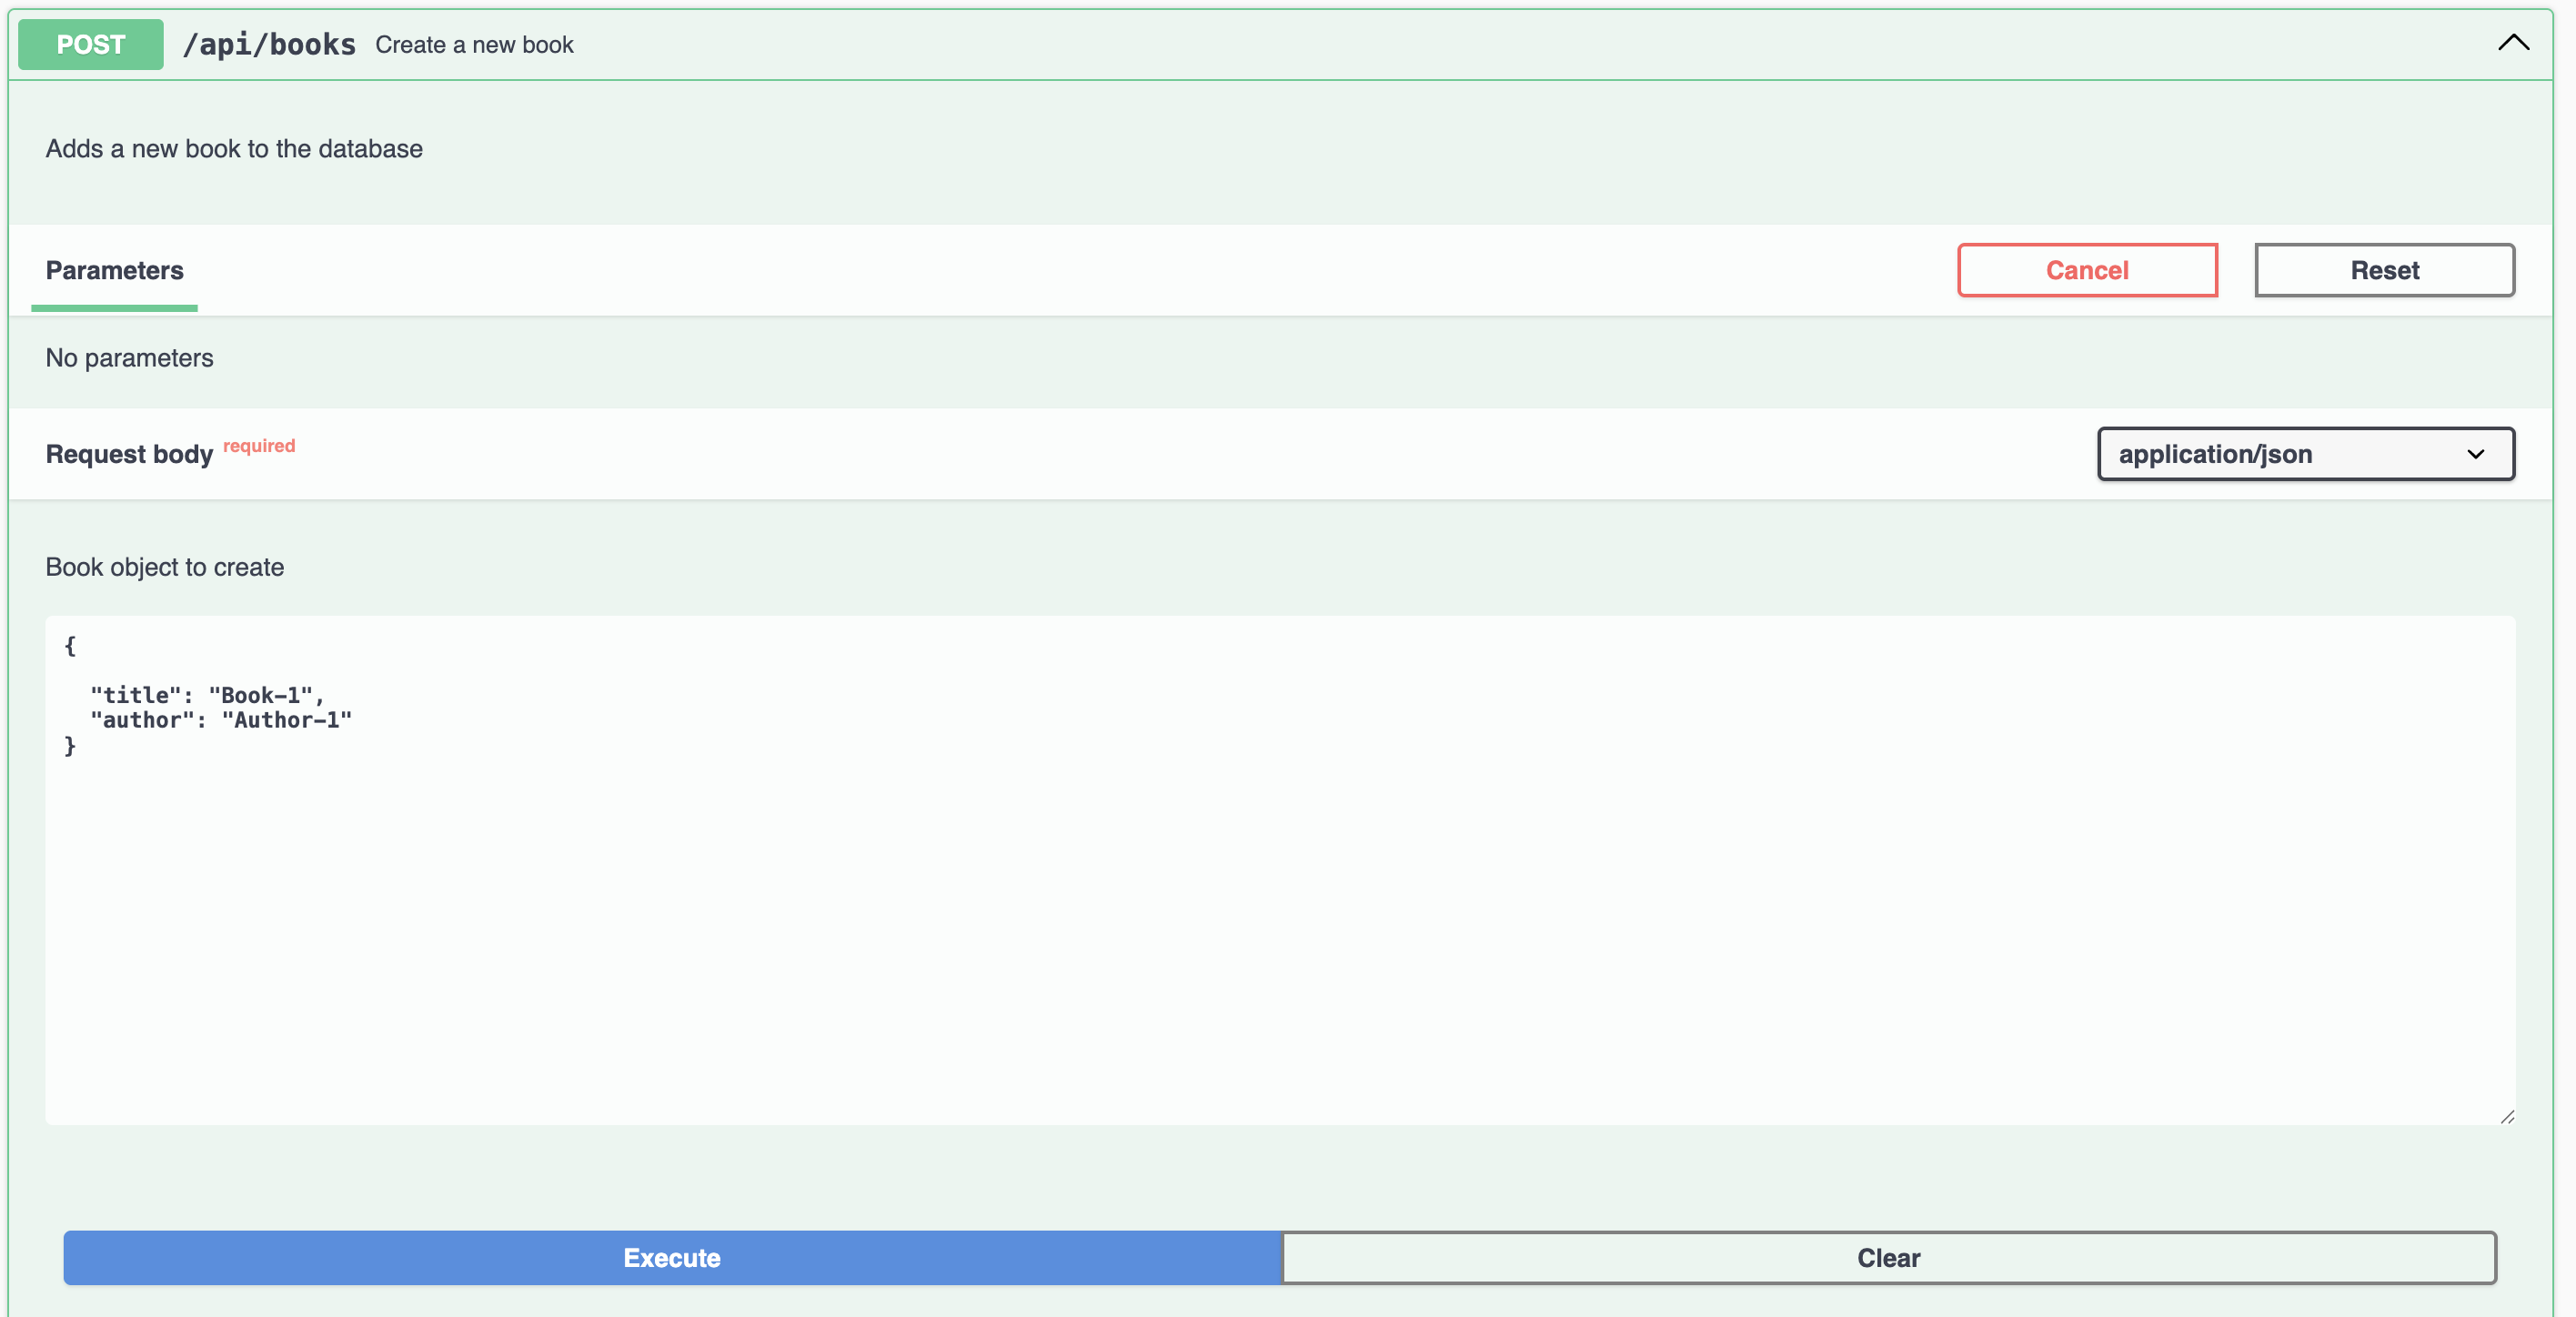 POST /api/books Create a new book
Adds a new book to the database
Parameters Cancel Reset
No parameters
Request body required application/json
Book object to create
{
"title": "Book-1",
"author": "Author-1"
}
Execute Clear